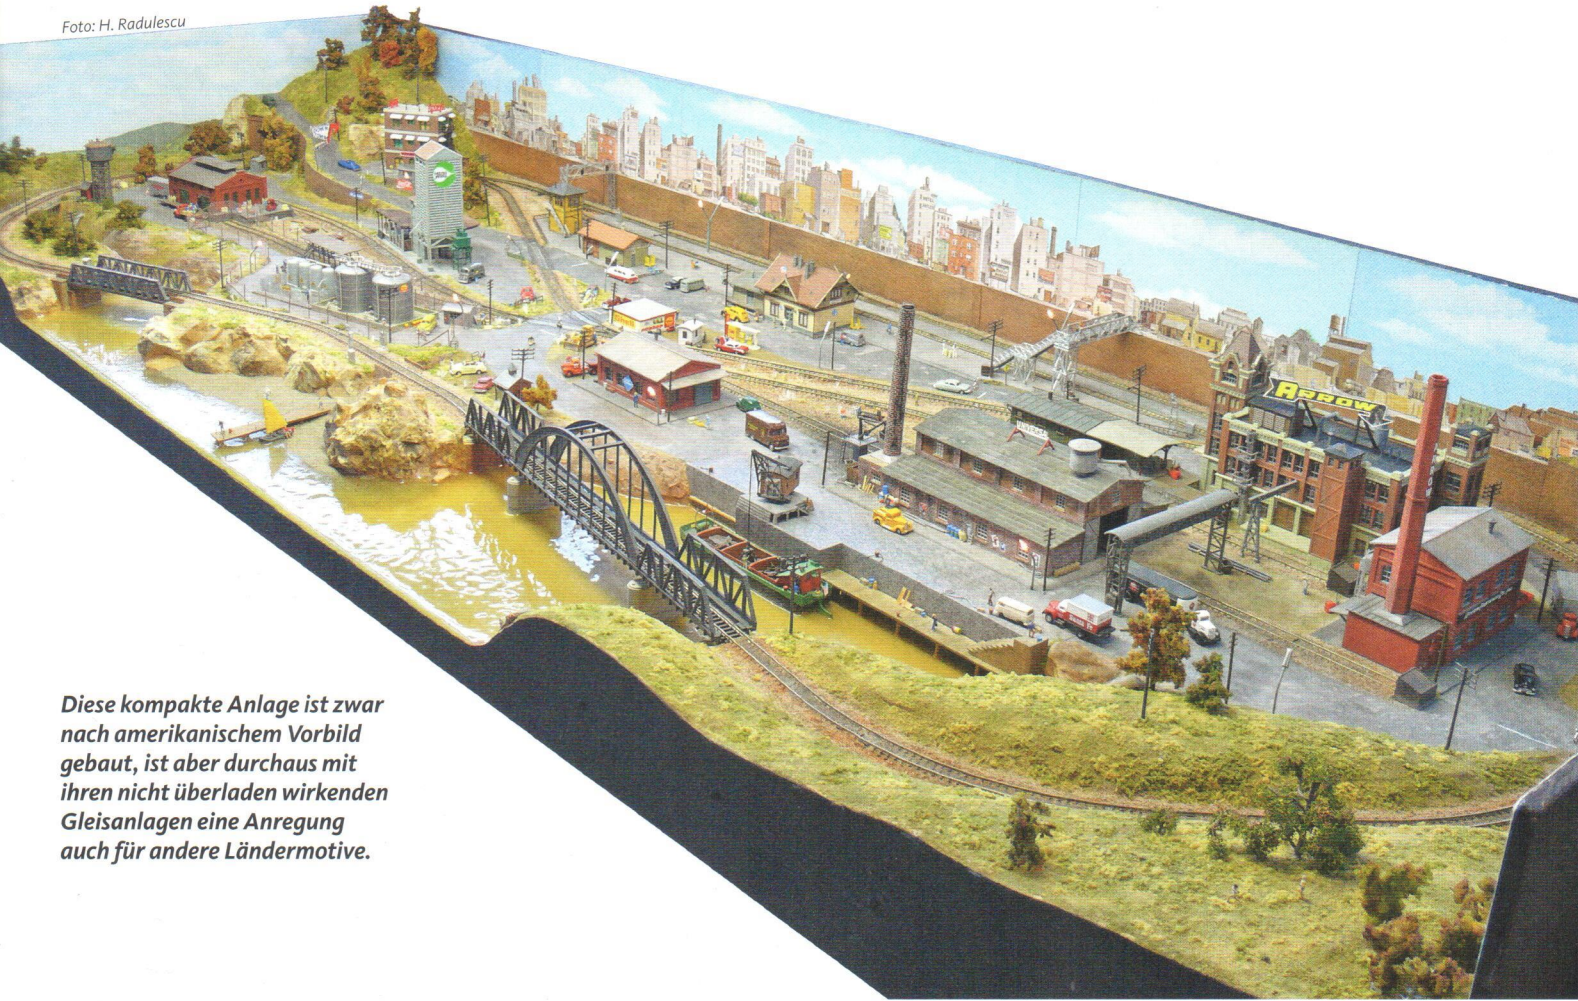 Foto: H. Radulescu
ARROW
Diese kompakte Anlage ist zwar
nach amerikanischem Vorbild
gebaut, ist aber durchaus mit
ihren nicht überladen wirkenden
Gleisanlagen eine Anregung
auch für andere Ländermotive.